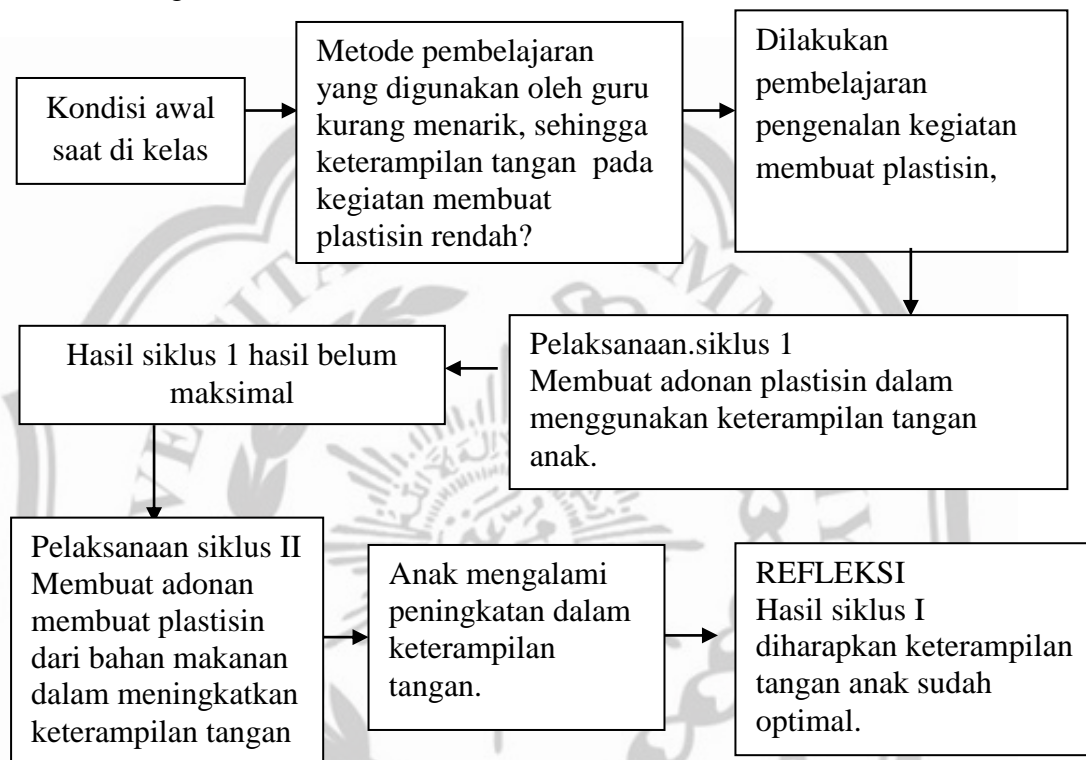 Kondisi awal
saat di kelas
Metode pembelajaran
yang digunakan oleh guru
kurang menarik, sehingga
keterampilan tangan pada
kegiatan membuat
plastisin rendah?
Dilakukan
pembelajaran
pengenalan kegiatan
membuat plastisin,
Pelaksanaan.siklus 1
Membuat adonan plastisin dalam
menggunakan keterampilan tangan
anak.
Hasil siklus 1 hasil belum
maksimal
Pelaksanaan siklus II
Membuat adonan
membuat plastisin
dari bahan makanan
dalam meningkatkan
keterampilan tangan
Anak mengalami
peningkatan dalam
keterampilan
tangan.
REFLEKSI
Hasil siklus I
diharapkan keterampilan
tangan anak sudah
optimal.